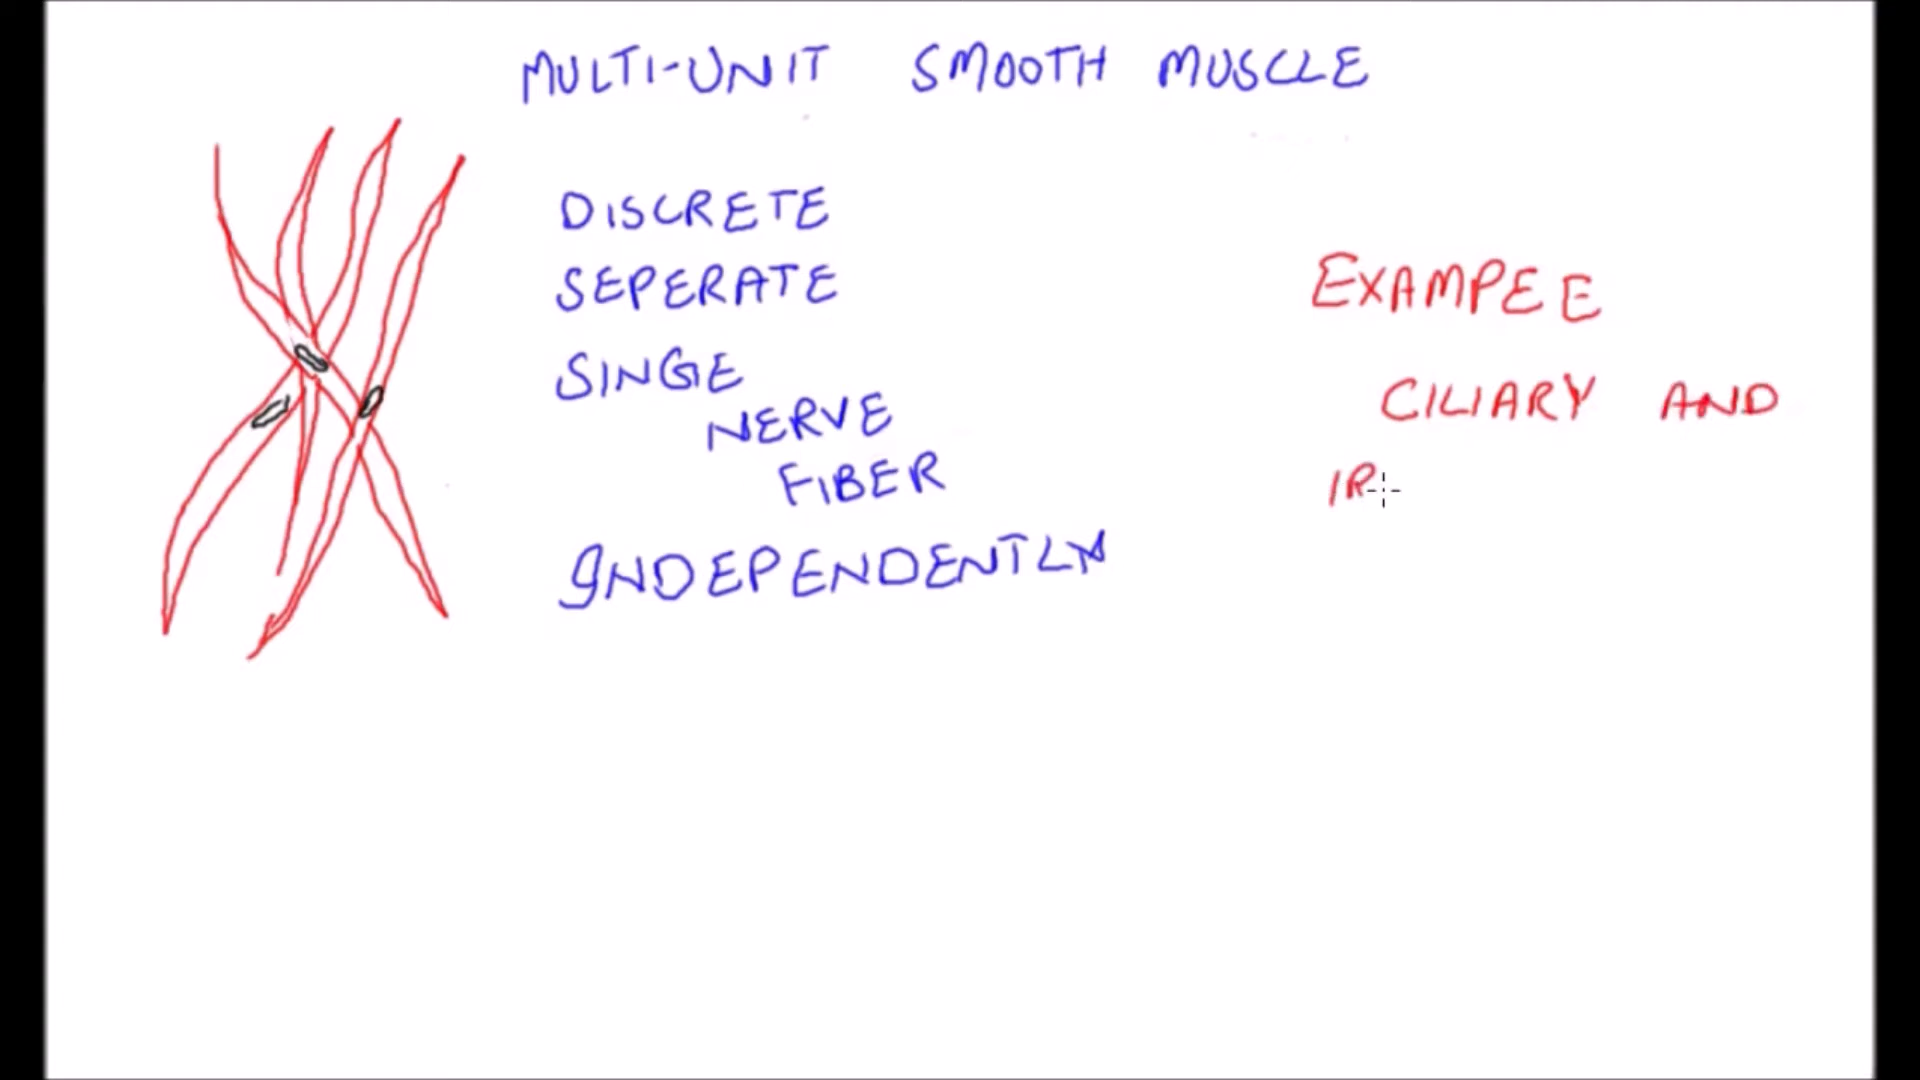 MULTI-UNIT SMOOTH MUSCLE
DISCRETE
SEPERATE
SINGE
NERVE
FIBER
INDEPENDENTLY
EXAMPEE
CILIARY AND
IR